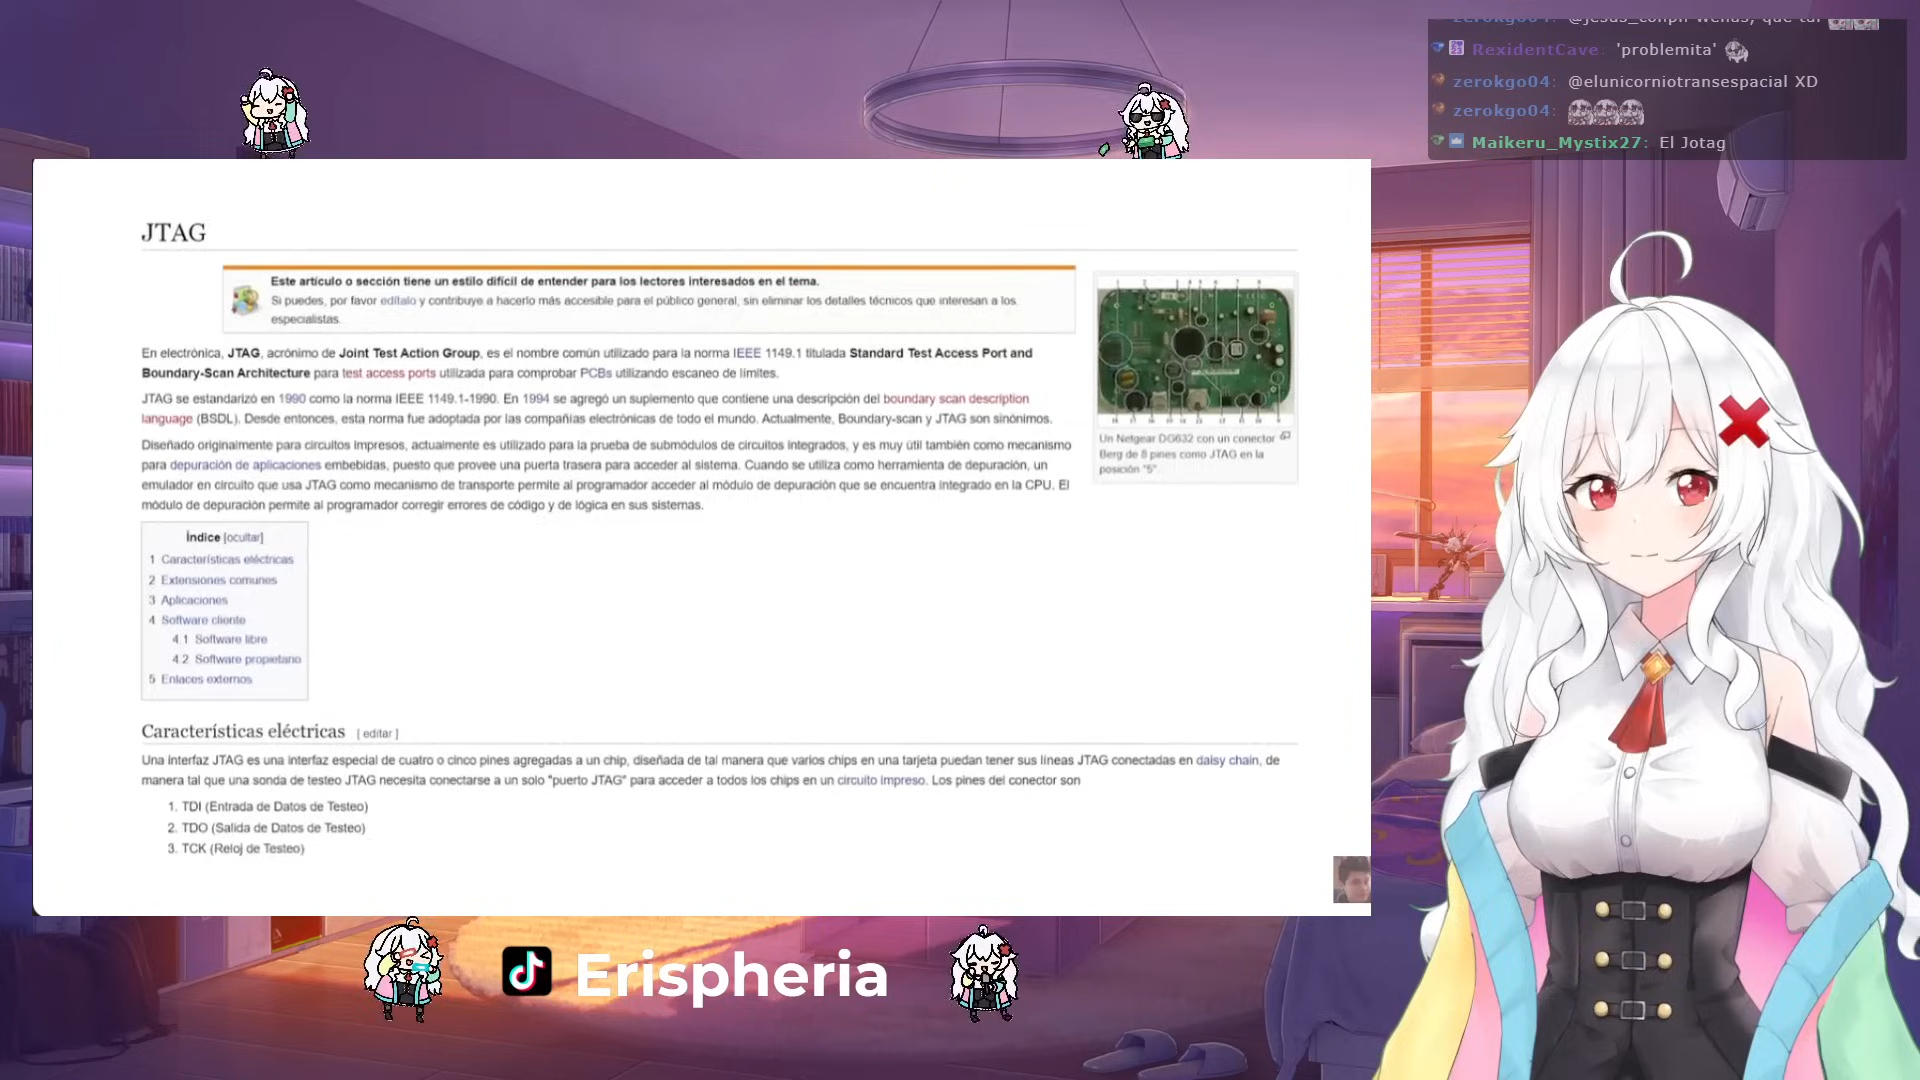 zerokgo04: @jesus_conph wenas, que tal
RexidentCave: 'problemita'
zerokgo04: @elunicorniotransespacial XD
zerokgo04:
Maikeru_Mystix27: El Jotag
JTAG
Este artículo o sección tiene un estilo difícil de entender para los lectores interesados en el tema.
Si puedes, por favor edítalo y contribuye a hacerlo más accesible para el público general, sin eliminar los detalles técnicos que interesan a los
especialistas.
En electrónica, JTAG, acrónimo de Joint Test Action Group, es el nombre común utilizado para la norma IEEE 1149.1 titulada Standard Test Access Port and
Boundary-Scan Architecture para test access ports utilizada para comprobar PCBs utilizando escaneo de límites.
JTAG se estandarizó en 1990 como la norma IEEE 1149.1-1990. En 1994 se agregó un suplemento que contiene una descripción del boundary scan description
language (BSDL). Desde entonces, esta norma fue adoptada por las compañías electrónicas de todo el mundo. Actualmente, Boundary-scan y JTAG son sinónimos.
Diseñado originalmente para circuitos impresos, actualmente es utilizado para la prueba de submódulos de circuitos integrados, y es muy útil también como mecanismo
para depuración de aplicaciones embebidas, puesto que provee una puerta trasera para acceder al sistema. Cuando se utiliza como herramienta de depuración, un
emulador en circuito que usa JTAG como mecanismo de transporte permite al programador acceder al módulo de depuración que se encuentra integrado en la CPU. El
módulo de depuración permite al programador corregir errores de código y de lógica en sus sistemas.
Un Netgear DG632 con un conector
Berg de 8 pines como JTAG en la
posición "5".
Índice [ocultar]
1 Características eléctricas
2 Extensiones comunes
3 Aplicaciones
4 Software cliente
4.1 Software libre
4.2 Software propietario
5 Enlaces externos
Características eléctricas [ editar ]
Una interfaz JTAG es una interfaz especial de cuatro o cinco pines agregadas a un chip, diseñada de tal manera que varios chips en una tarjeta puedan tener sus líneas JTAG conectadas en daisy chain, de
manera tal que una sonda de testeo JTAG necesita conectarse a un solo "puerto JTAG" para acceder a todos los chips en un circuito impreso. Los pines del conector son
1. TDI (Entrada de Datos de Testeo)
2. TDO (Salida de Datos de Testeo)
3. TCK (Reloj de Testeo)
Erispheria